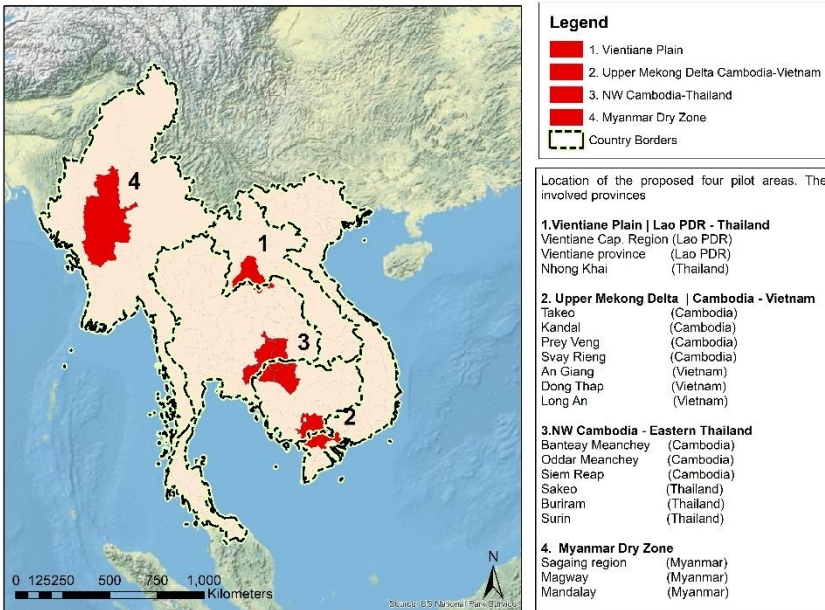 4
1
3
2
N
0 125250 500 750 1,000
Kilometers
Source: US National Park Service
Legend
1. Vientiane Plain
2. Upper Mekong Delta Cambodia-Vietnam
3. NW Cambodia-Thailand
4. Myanmar Dry Zone
Country Borders
Location of the proposed four pilot areas. The
involved provinces
1.Vientiane Plain | Lao PDR - Thailand
Vientiane Cap. Region (Lao PDR)
Vientiane province (Lao PDR)
Nhong Khai (Thailand)
2. Upper Mekong Delta | Cambodia - Vietnam
Takeo (Cambodia)
Kandal (Cambodia)
Prey Veng (Cambodia)
Svay Rieng (Cambodia)
An Giang (Vietnam)
Dong Thap (Vietnam)
Long An (Vietnam)
3.NW Cambodia - Eastern Thailand
Banteay Meanchey (Cambodia)
Oddar Meanchey (Cambodia)
Siem Reap (Cambodia)
Sakeo (Thailand)
Buriram (Thailand)
Surin (Thailand)
4. Myanmar Dry Zone
Sagaing region (Myanmar)
Magway (Myanmar)
Mandalay (Myanmar)